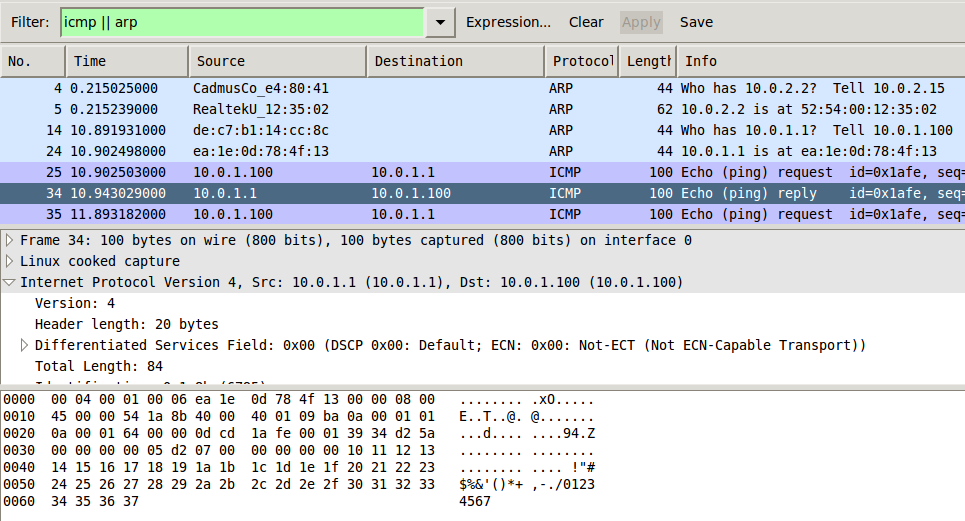 Filter: icmp || arp Expression... Clear Apply Save
No. Time Source Destination Protocol Length Info
4 0.215025000 CadmusCo_e4:80:41 ARP 44 Who has 10.0.2.2? Tell 10.0.2.15
5 0.215239000 RealtekU_12:35:02 ARP 62 10.0.2.2 is at 52:54:00:12:35:02
14 10.891931000 de:c7:b1:14:cc:8c ARP 44 Who has 10.0.1.1? Tell 10.0.1.100
24 10.902498000 ea:1e:0d:78:4f:13 ARP 44 10.0.1.1 is at ea:1e:0d:78:4f:13
25 10.902503000 10.0.1.100 10.0.1.1 ICMP 100 Echo (ping) request id=0x1afe, seq=
34 10.943029000 10.0.1.1 10.0.1.100 ICMP 100 Echo (ping) reply id=0x1afe, seq=
35 11.893182000 10.0.1.100 10.0.1.1 ICMP 100 Echo (ping) request id=0x1afe, seq=
Frame 34: 100 bytes on wire (800 bits), 100 bytes captured (800 bits) on interface 0
Linux cooked capture
Internet Protocol Version 4, Src: 10.0.1.1 (10.0.1.1), Dst: 10.0.1.100 (10.0.1.100)
Version: 4
Header length: 20 bytes
Differentiated Services Field: 0x00 (DSCP 0x00: Default; ECN: 0x00: Not-ECT (Not ECN-Capable Transport))
Total Length: 84
0000 00 04 00 01 00 06 ea 1e 0d 78 4f 13 00 00 08 00 ........ .xO.....
0010 45 00 00 54 1a 8b 40 00 40 01 09 ba 0a 00 01 01 E..T..@. @.......
0020 0a 00 01 64 00 00 0d cd 1a fe 00 01 39 34 d2 5a ...d.... ....94.Z
0030 00 00 00 00 05 d2 07 00 00 00 00 00 10 11 12 13 ........ ........
0040 14 15 16 17 18 19 1a 1b 1c 1d 1e 1f 20 21 22 23 ........ .... !"#
0050 24 25 26 27 28 29 2a 2b 2c 2d 2e 2f 30 31 32 33 $%&'()*+ ,-./0123
0060 34 35 36 37 4567